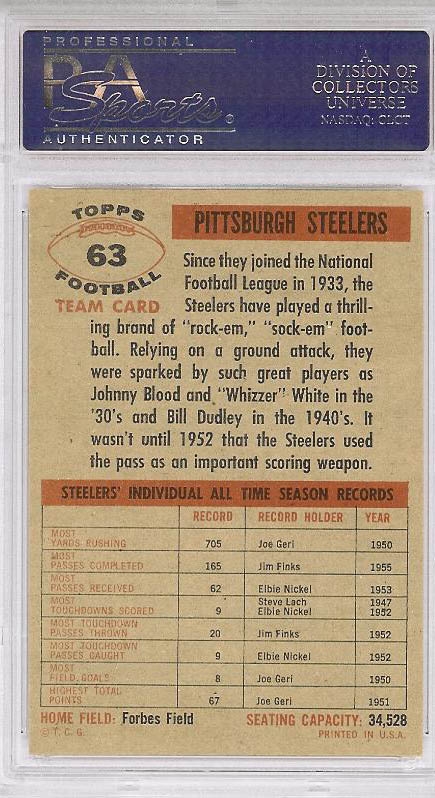 PROFESSIONAL
PSA
Sports®
AUTHENTICATOR
A
DIVISION OF
COLLECTORS
UNIVERSE
NASDAQ: CLCT
TOPPS
63
FOOTBALL
TEAM CARD
PITTSBURGH STEELERS
Since they joined the National
Football League in 1933, the
Steelers have played a thrill-
ing brand of "rock-em," "sock-em" foot-
ball. Relying on a ground attack, they
were sparked by such great players as
Johnny Blood and "Whizzer" White in the
'30's and Bill Dudley in the 1940's. It
wasn't until 1952 that the Steelers used
the pass as an important scoring weapon.
STEELERS' INDIVIDUAL ALL TIME SEASON RECORDS
RECORD RECORD HOLDER YEAR
MOST
YARDS RUSHING 705 Joe Geri 1950
MOST
PASSES COMPLETED 165 Jim Finks 1955
MOST
PASSES RECEIVED 62 Elbie Nickel 1953
MOST Steve Lach 1947
TOUCHDOWNS SCORED 9 Elbie Nickel 1952
MOST TOUCHDOWN
PASSES THROWN 20 Jim Finks 1952
MOST TOUCHDOWN
PASSES CAUGHT 9 Elbie Nickel 1952
MOST
FIELD GOALS 8 Joe Geri 1950
HIGHEST TOTAL
POINTS 67 Joe Geri 1951
HOME FIELD: Forbes Field SEATING CAPACITY: 34,528
© T. C. G. PRINTED IN U.S.A.